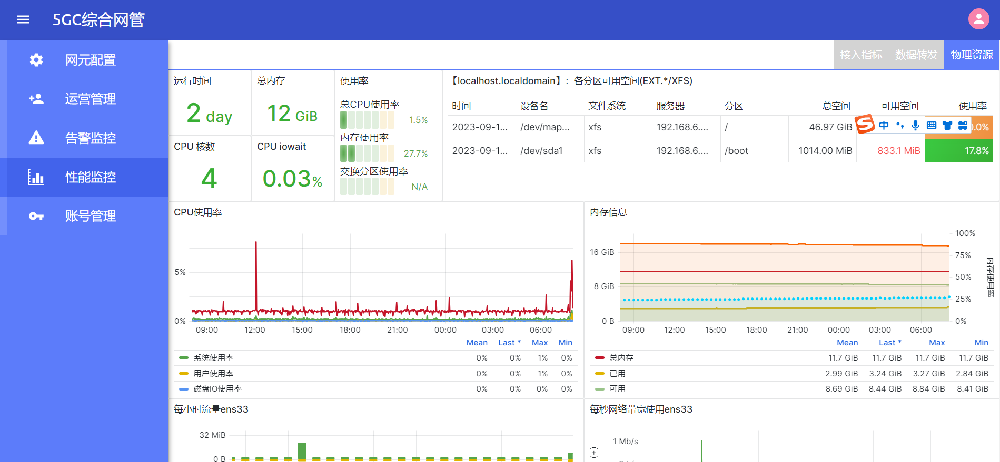 5GC综合网管
网元配置
运营管理
告警监控
性能监控
账号管理
接入指标 数据转发 物理资源
运行时间
2 day
总内存
12 GiB
CPU 核数
4
CPU iowait
0.03%
使用率
总CPU使用率
1.5%
内存使用率
27.7%
交换分区使用率
N/A
【localhost.localdomain】：各分区可用空间(EXT.*/XFS)
时间 设备名 文件系统 服务器 分区 总空间 可用空间 使用率
2023-09-1... /dev/map... xfs 192.168.6.... / 46.97 GiB .0%
S 中
2023-09-1... /dev/sda1 xfs 192.168.6.... /boot 1014.00 MiB 833.1 MiB 17.8%
CPU使用率
5%
0%
09:00 12:00 15:00 18:00 21:00 00:00 03:00 06:00
Mean Last * Max Min
系统使用率 0% 0% 1% 0%
用户使用率 0% 0% 1% 0%
磁盘IO使用率 0% 0% 0% 0%
内存信息
16 GiB
8 GiB
0 B
100%
75%
50%
25%
0%
内存使用率
09:00 12:00 15:00 18:00 21:00 00:00 03:00 06:00
Mean Last * Max Min
总内存 11.7 GiB 11.7 GiB 11.7 GiB 11.7 GiB
已用 2.99 GiB 3.24 GiB 3.27 GiB 2.84 GiB
可用 8.69 GiB 8.44 GiB 8.84 GiB 8.41 GiB
每小时流量ens33
32 MiB
0 B
每秒网络带宽使用ens33
1 Mb/s
(+)